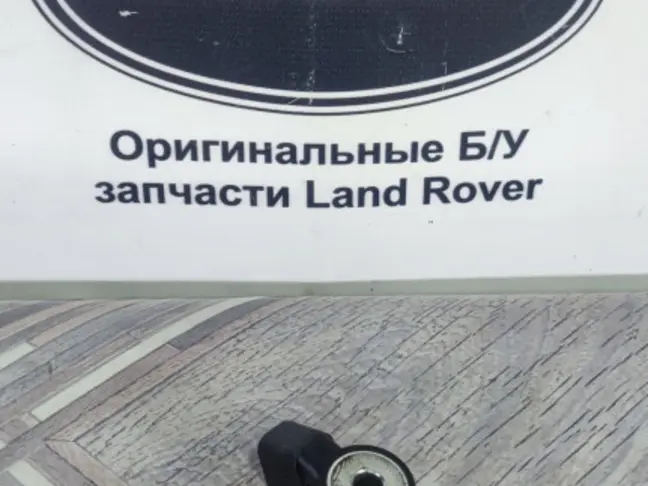 Оригинальные Б/У
запчасти Land Rover